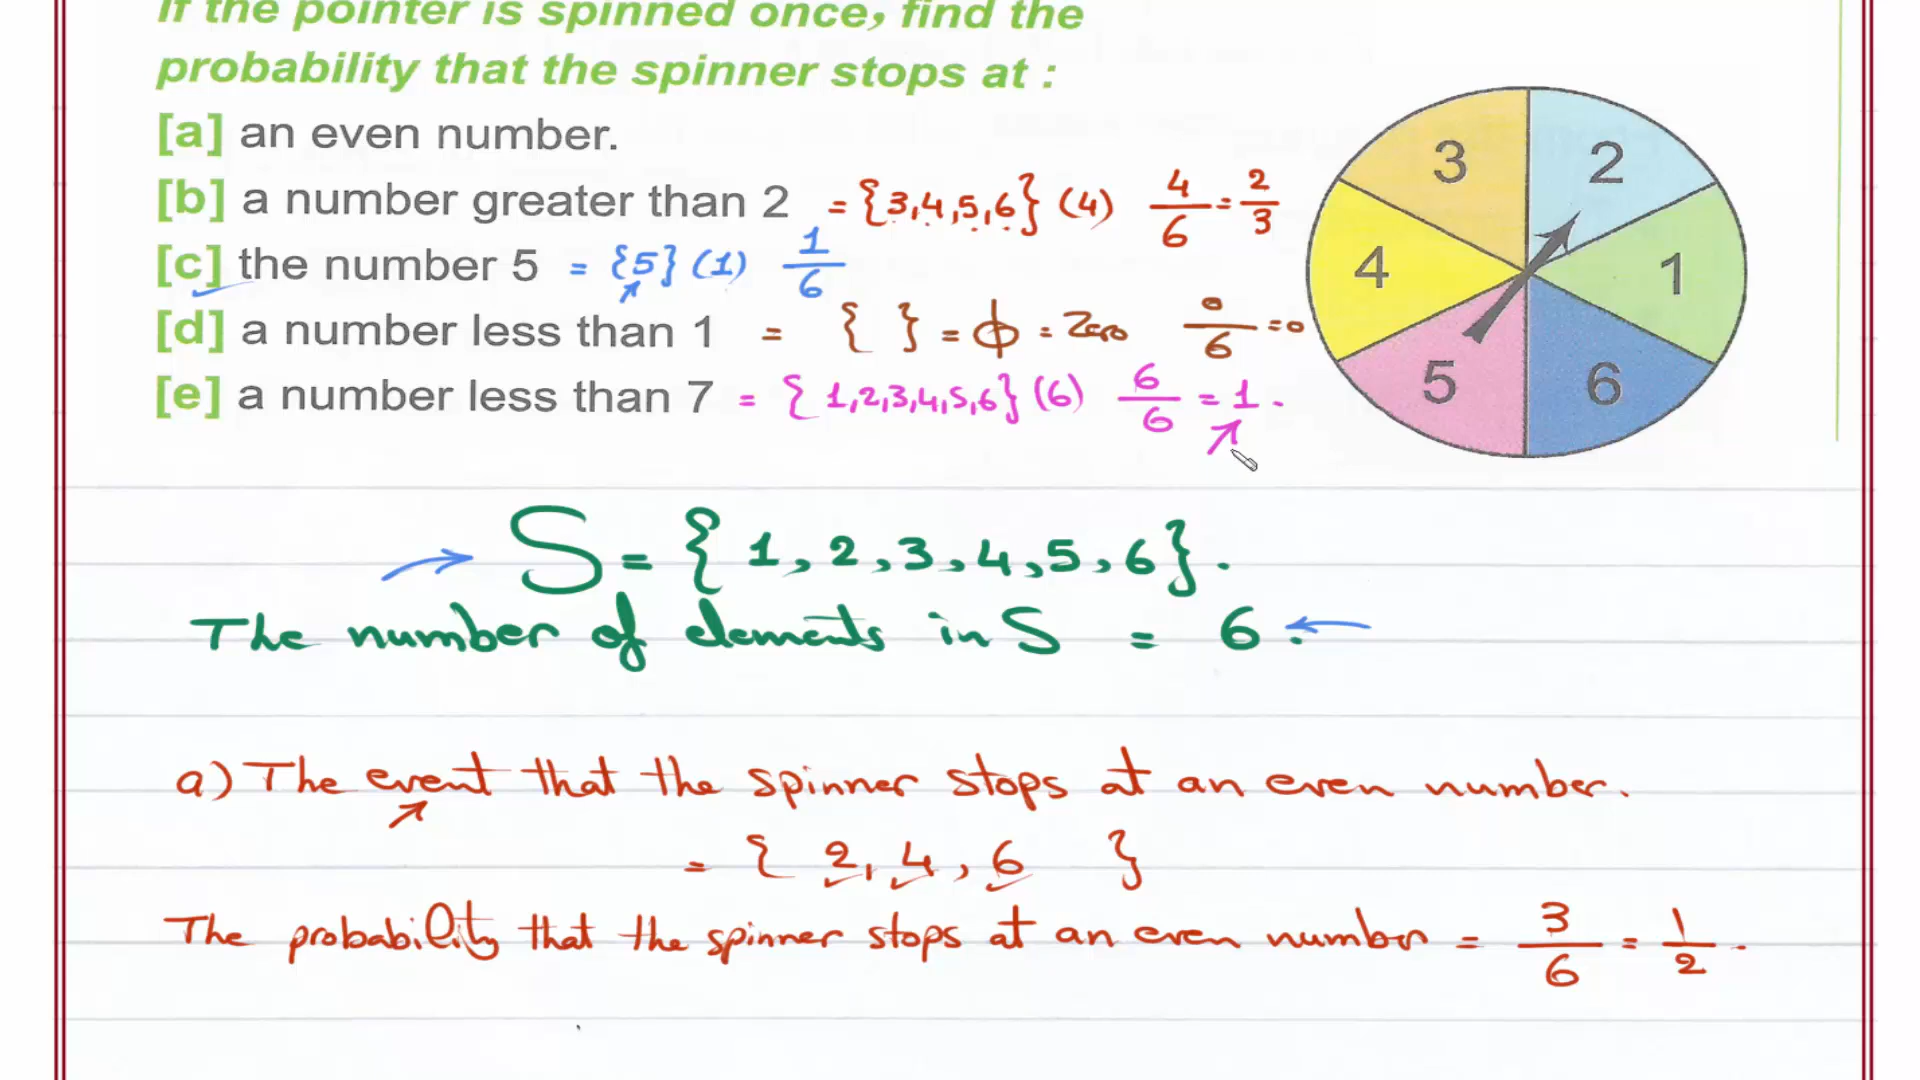 If the pointer is spinned once, find the
probability that the spinner stops at :
[a] an even number.
[b] a number greater than 2 = {3,4,5,6} (4) 4/6 = 2/3
[c] the number 5 = {5} (1) 1/6
[d] a number less than 1 = { } = ϕ = Zero 0/6 = 0
[e] a number less than 7 = { 1,2,3,4,5,6} (6) 6/6 = 1 .
3 2
4 1
5 6
S = { 1, 2, 3, 4, 5, 6 }.
The number of elements in S = 6.
a) The event that the spinner stops at an even number.
= { 2, 4, 6 }
The probability that the spinner stops at an even number = 3/6 = 1/2 .